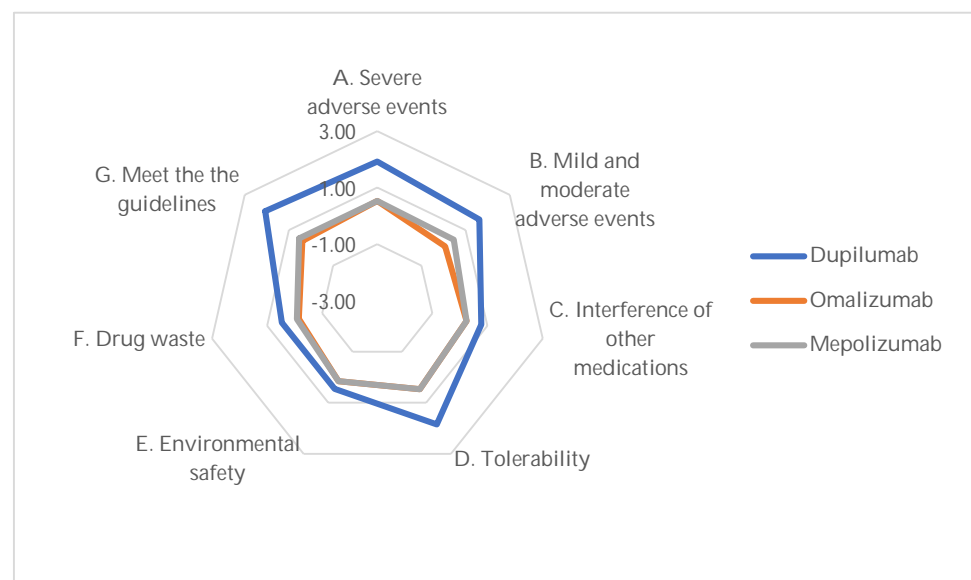 A. Severe
adverse events
3.00
1.00
-1.00
-3.00
B. Mild and
moderate
adverse events
C. Interference of
other
medications
D. Tolerability
E. Environmental
safety
F. Drug waste
G. Meet the the
guidelines
Dupilumab
Omalizumab
Mepolizumab